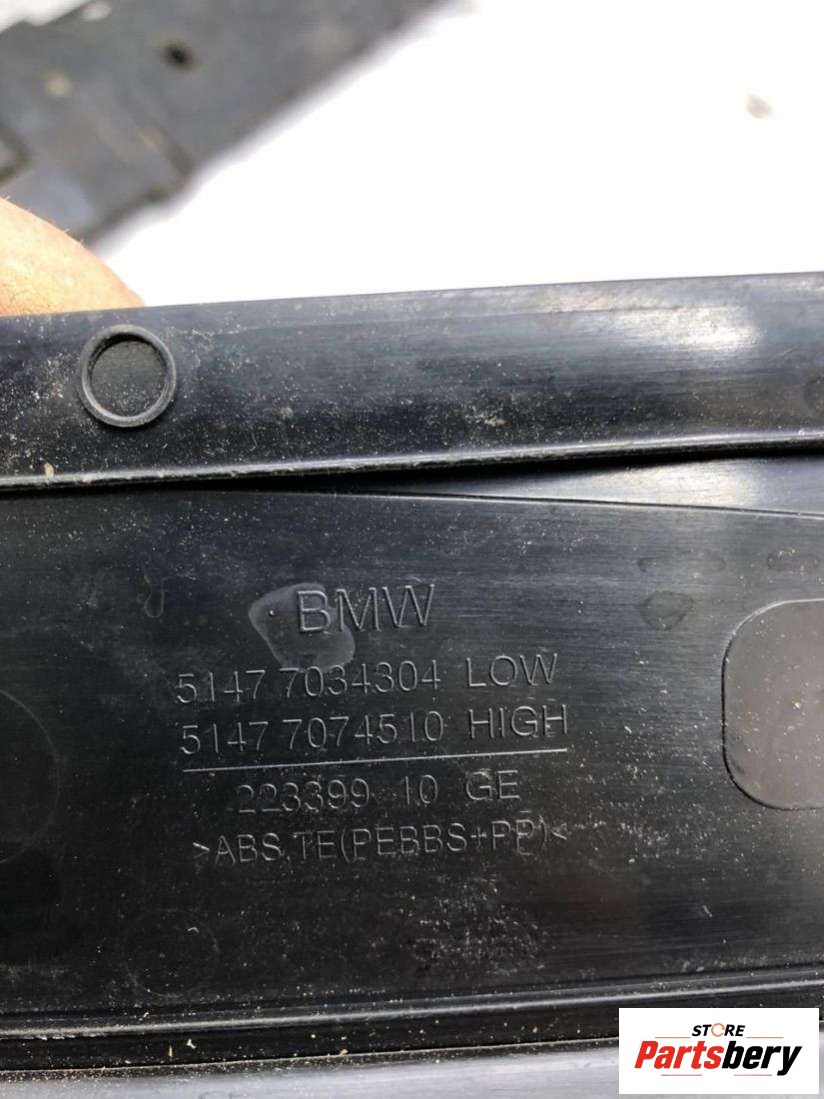 BMW
5147 7034304 LOW
5147 7074510 HIGH
223399 10 GE
>ABS.TE(PEBBS+PP)<
STORE
Partsbery